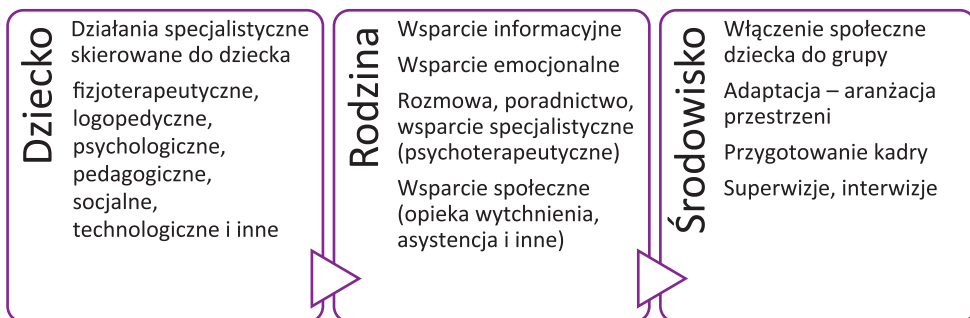 Dziecko
Działania specjalistyczne
skierowane do dziecka
fizjoterapeutyczne,
logopedyczne,
psychologiczne,
pedagogiczne,
socjalne,
technologiczne i inne
Rodzina
Wsparcie informacyjne
Wsparcie emocjonalne
Rozmowa, poradnictwo,
wsparcie specjalistyczne
(psychoterapeutyczne)
Wsparcie społeczne
(opieka wytchnienia,
asystencja i inne)
Środowisko
Włączenie społeczne
dziecka do grupy
Adaptacja – aranżacja
przestrzeni
Przygotowanie kadry
Superwizje, interwizje